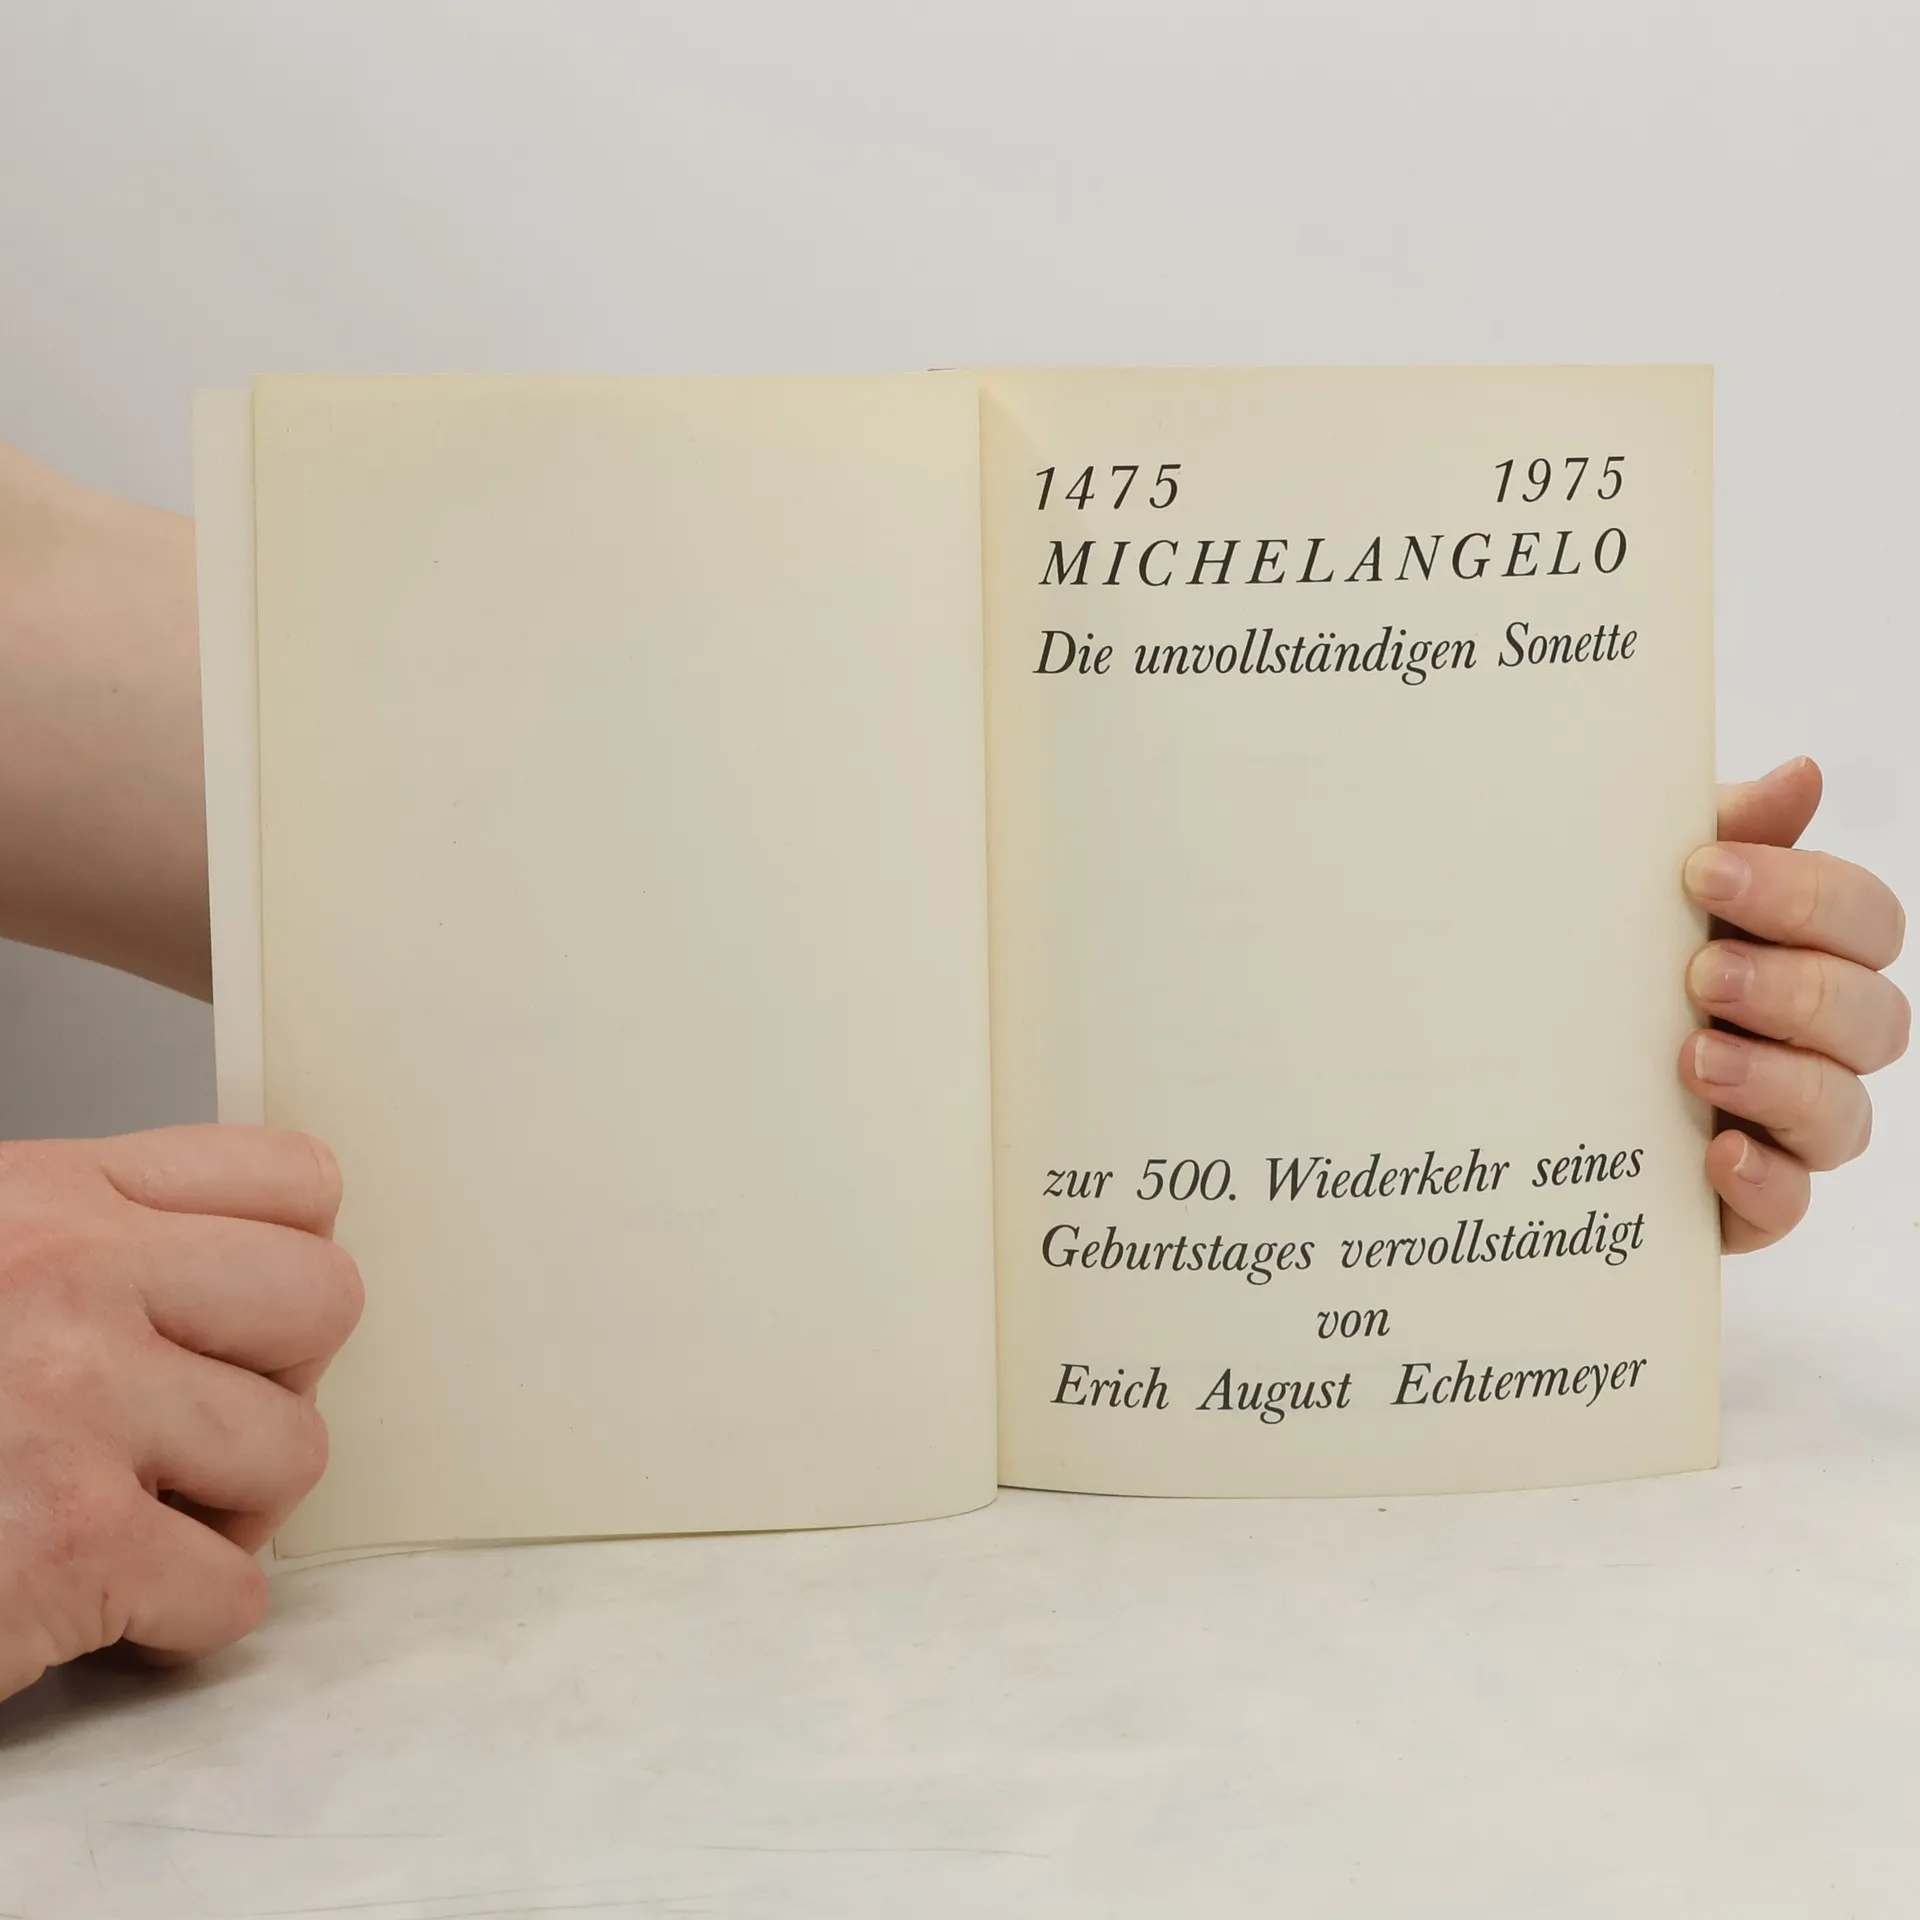 1475 1975
MICHELANGELO
Die unvollständigen Sonette
zur 500. Wiederkehr seines
Geburtstages vervollständigt
von
Erich August Echtermeyer